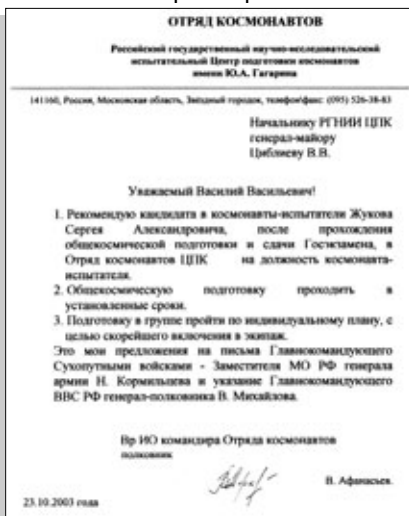 ОТРЯД КОСМОНАВТОВ
Российский государственный научно-исследовательский
испытательный Центр подготовки космонавтов
имени Ю.А. Гагарина
141160, Россия, Московская область, Звёздный городок, телефон/факс: (095) 526-38-83
Начальнику РГНИИ ЦПК
генерал-майору
Циблиеву В.В.
Уважаемый Василий Васильевич!
1. Рекомендую кандидата в космонавты-испытатели Жукова
Сергея Александровича, после прохождения
общекосмической подготовки и сдачи Госэкзамена, в
Отряд космонавтов ЦПК на должность космонавта-
испытателя.
2. Общекосмическую подготовку проходить в
установленные сроки.
3. Подготовку в группе пройти по индивидуальному плану, с
целью скорейшего включения в экипаж.
Это мои предложения на письма Главнокомандующего
Сухопутными войсками - Заместителя МО РФ генерала
армии Н. Кормильцева и указание Главнокомандующего
ВВС РФ генерал-полковника В. Михайлова.
Вр ИО командира Отряда космонавтов
полковник
В. Афанасьев.
23.10.2003 года